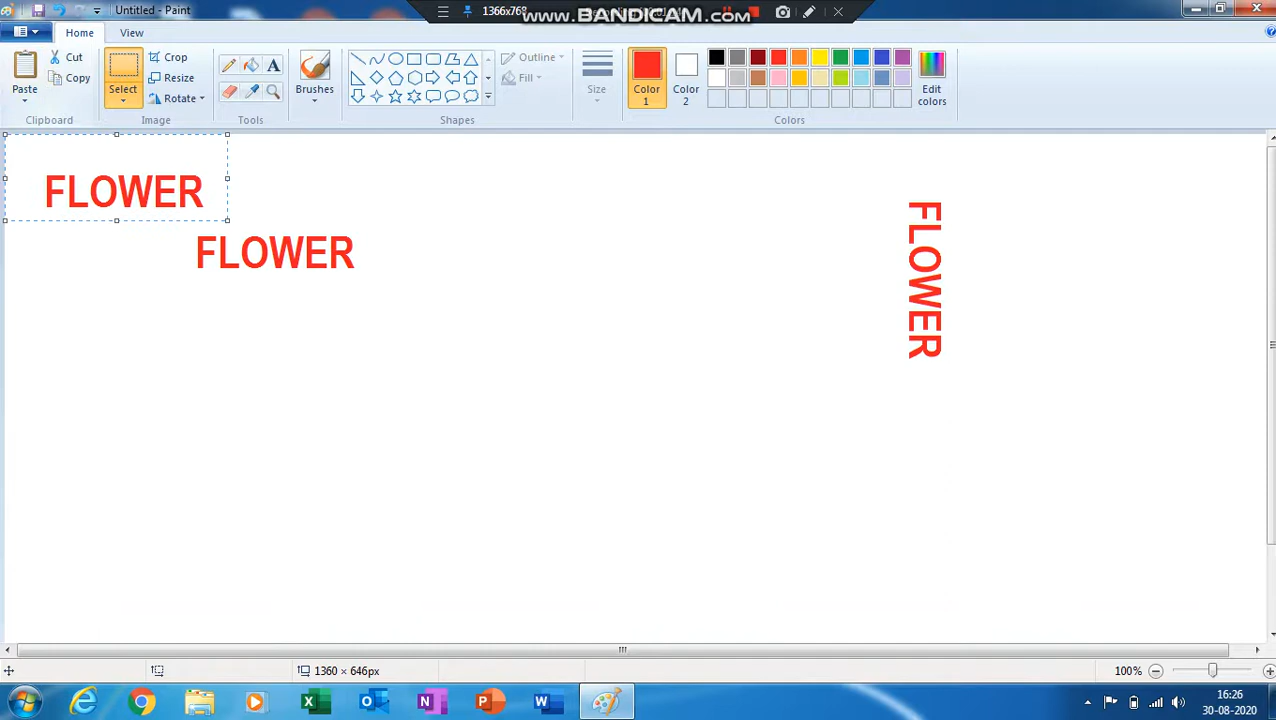 Untitled - Paint
1366x768
www.BANDICAM.com
Home
View
Paste
Cut
Copy
Clipboard
Select
Crop
Resize
Rotate
Image
Tools
Brushes
Shapes
Outline
Fill
Size
Color 1
Color 2
Edit colors
Colors
FLOWER
FLOWER
FLOWER
1360 × 646px
100%
16:26
30-08-2020